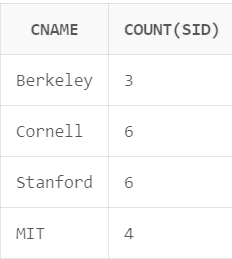 CNAME COUNT(SID)
Berkeley 3
Cornell 6
Stanford 6
MIT 4